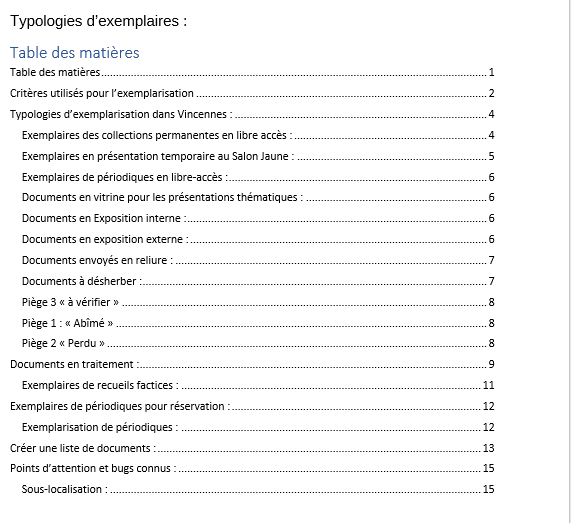 Typologies d’exemplaires :
Table des matières
Table des matières 1
Critères utilisés pour l’exemplarisation 2
Typologies d’exemplarisation dans Vincennes : 4
Exemplaires des collections permanentes en libre accès : 4
Exemplaires en présentation temporaire au Salon Jaune : 5
Exemplaires de périodiques en libre-accès : 6
Documents en vitrine pour les présentations thématiques : 6
Documents en Exposition interne : 6
Documents en exposition externe : 6
Documents envoyés en reliure : 7
Documents à désherber : 7
Piège 3 « à vérifier » 8
Piège 1 : « Abîmé » 8
Piège 2 « Perdu » 8
Documents en traitement : 9
Exemplaires de recueils factices : 11
Exemplaires de périodiques pour réservation : 12
Exemplarisation de périodiques : 12
Créer une liste de documents : 13
Points d’attention et bugs connus : 15
Sous-localisation : 15